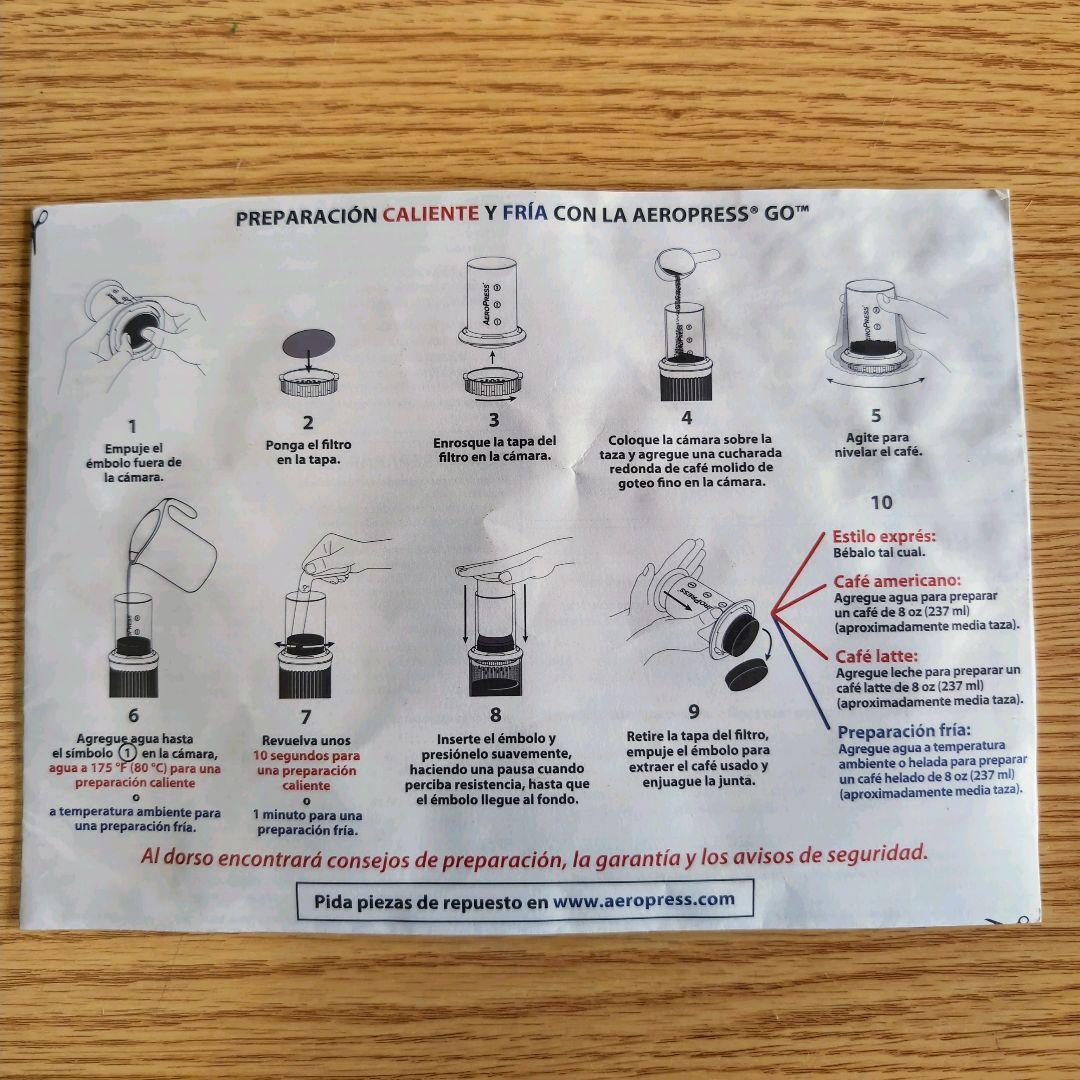 PREPARACIÓN CALIENTE Y FRÍA CON LA AEROPRESS® GO™
AEROPRESS
1
Empuje el
émbolo fuera de
la cámara.
2
Ponga el filtro
en la tapa.
3
Enrosque la tapa del
filtro en la cámara.
4
Coloque la cámara sobre la
taza y agregue una cucharada
redonda de café molido de
goteo fino en la cámara.
5
Agite para
nivelar el café.
6
Agregue agua hasta
el símbolo 1 en la cámara,
agua a 175 °F (80 °C) para una
preparación caliente
o
a temperatura ambiente para
una preparación fría.
7
Revuelva unos
10 segundos para
una preparación
caliente
o
1 minuto para una
preparación fría.
8
Inserte el émbolo y
presiónelo suavemente,
haciendo una pausa cuando
perciba resistencia, hasta que
el émbolo llegue al fondo.
9
Retire la tapa del filtro,
empuje el émbolo para
extraer el café usado y
enjuague la junta.
10
Estilo exprés:
Bébalo tal cual.
Café americano:
Agregue agua para preparar
un café de 8 oz (237 ml)
(aproximadamente media taza).
Café latte:
Agregue leche para preparar un
café latte de 8 oz (237 ml)
(aproximadamente media taza).
Preparación fría:
Agregue agua a temperatura
ambiente o helada para preparar
un café helado de 8 oz (237 ml)
(aproximadamente media taza).
Al dorso encontrará consejos de preparación, la garantía y los avisos de seguridad.
Pida piezas de repuesto en www.aeropress.com